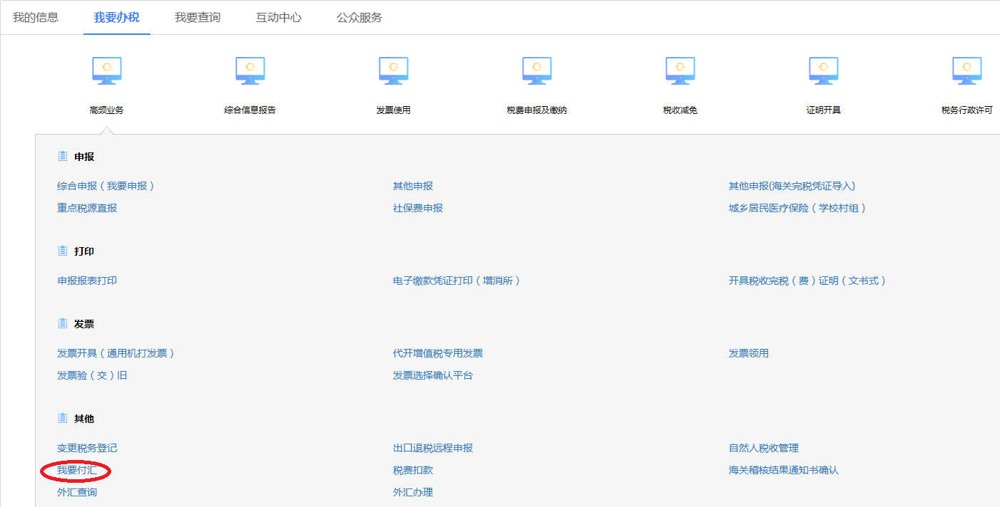 我的信息 我要办税 我要查询 互动中心 公众服务
高频业务 综合信息报告 发票使用 税费申报及缴纳 税收减免 证明开具 税务行政许可
申报
综合申报（我要申报） 其他申报 其他申报(海关完税凭证导入)
重点税源直报 社保费申报 城乡居民医疗保险（学校村组）
打印
申报报表打印 电子缴款凭证打印（增消所） 开具税收完税（费）证明（文书式）
发票
发票开具（通用机打发票） 代开增值税专用发票 发票领用
发票验（交）旧 发票选择确认平台
其他
变更税务登记 出口退税远程申报 自然人税收管理
我要付汇 税费扣款 海关稽核结果通知书确认
外汇查询 外汇办理